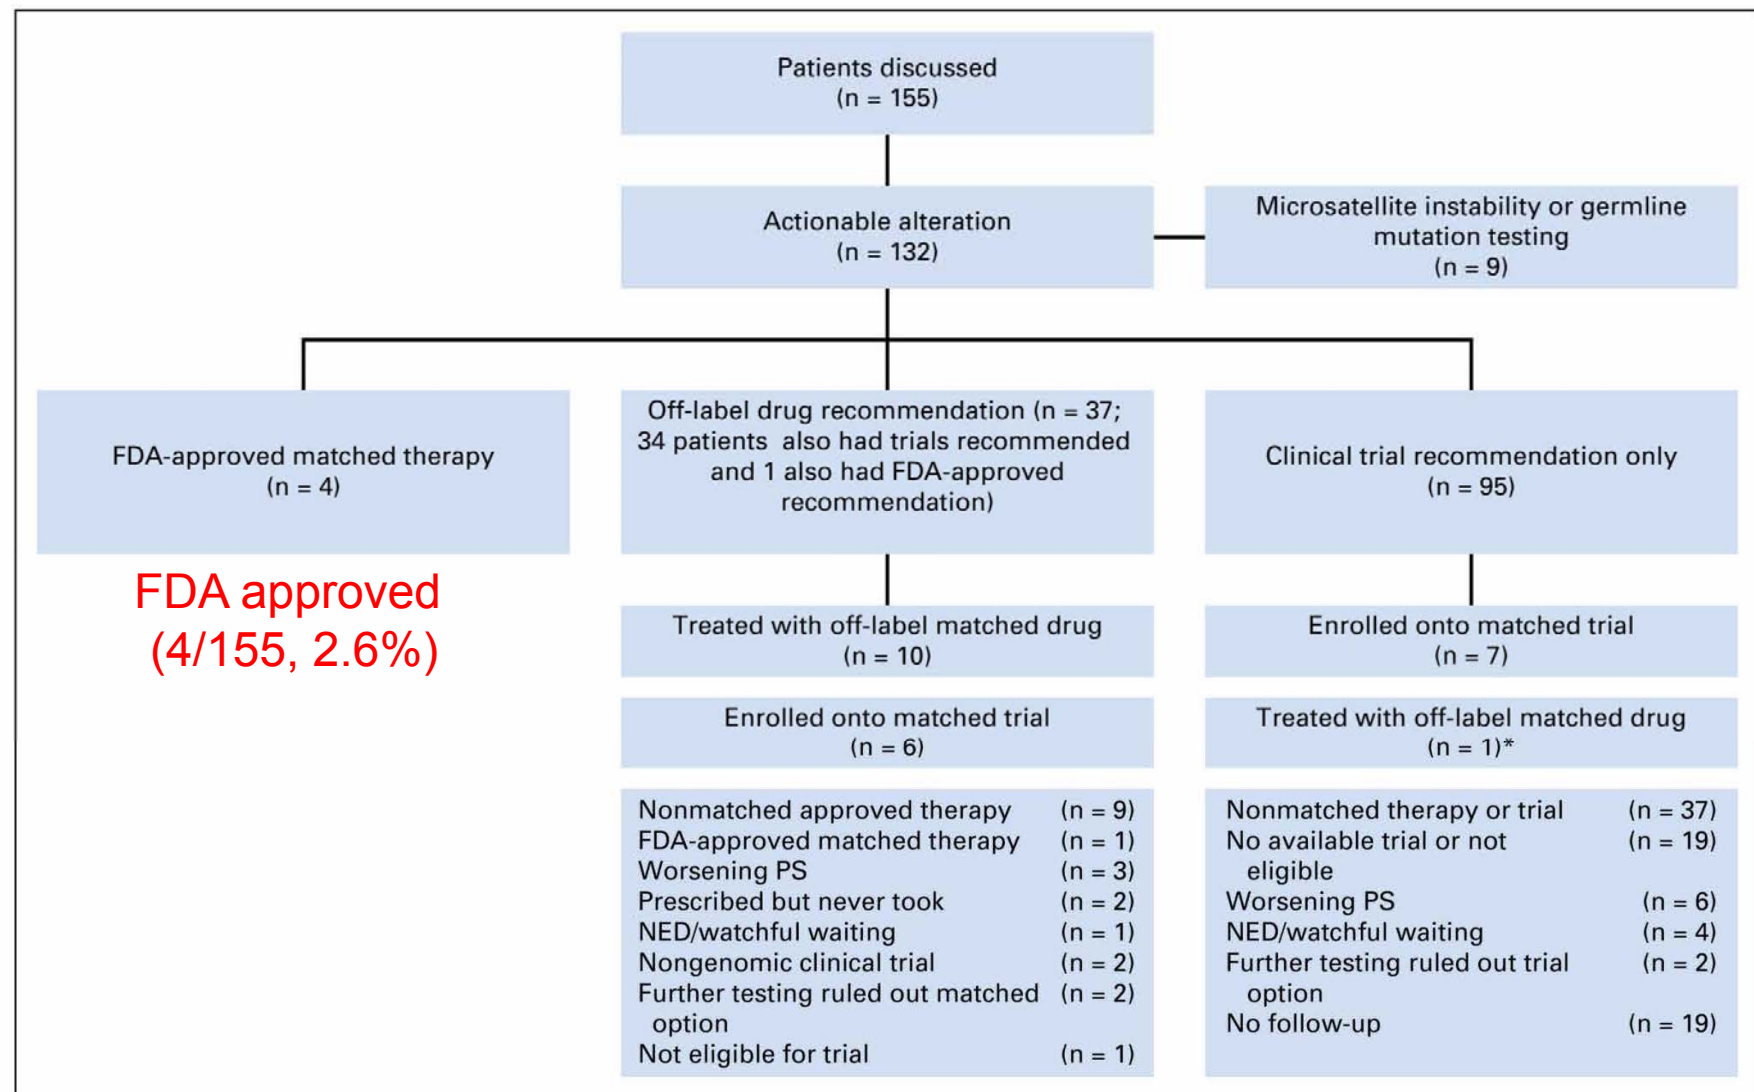 Patients discussed
(n = 155)
Actionable alteration
(n = 132)
Microsatellite instability or germline
mutation testing
(n = 9)
FDA-approved matched therapy
(n = 4)
Off-label drug recommendation (n = 37;
34 patients also had trials recommended
and 1 also had FDA-approved
recommendation)
Clinical trial recommendation only
(n = 95)
FDA approved
(4/155, 2.6%)
Treated with off-label matched drug
(n = 10)
Enrolled onto matched trial
(n = 7)
Enrolled onto matched trial
(n = 6)
Treated with off-label matched drug
(n = 1)*
Nonmatched approved therapy (n = 9)
FDA-approved matched therapy (n = 1)
Worsening PS (n = 3)
Prescribed but never took (n = 2)
NED/watchful waiting (n = 1)
Nongenomic clinical trial (n = 2)
Further testing ruled out matched (n = 2)
option
Not eligible for trial (n = 1)
Nonmatched therapy or trial (n = 37)
No available trial or not (n = 19)
eligible
Worsening PS (n = 6)
NED/watchful waiting (n = 4)
Further testing ruled out trial (n = 2)
option
No follow-up (n = 19)